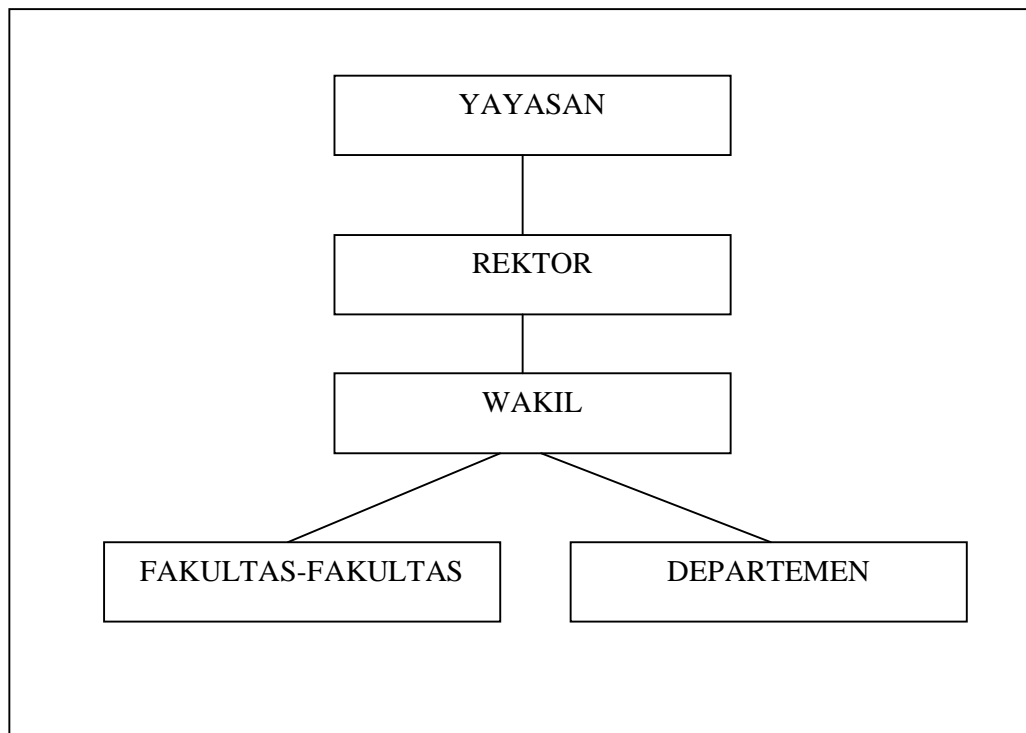 YAYASAN
REKTOR
WAKIL
FAKULTAS-FAKULTAS
DEPARTEMEN